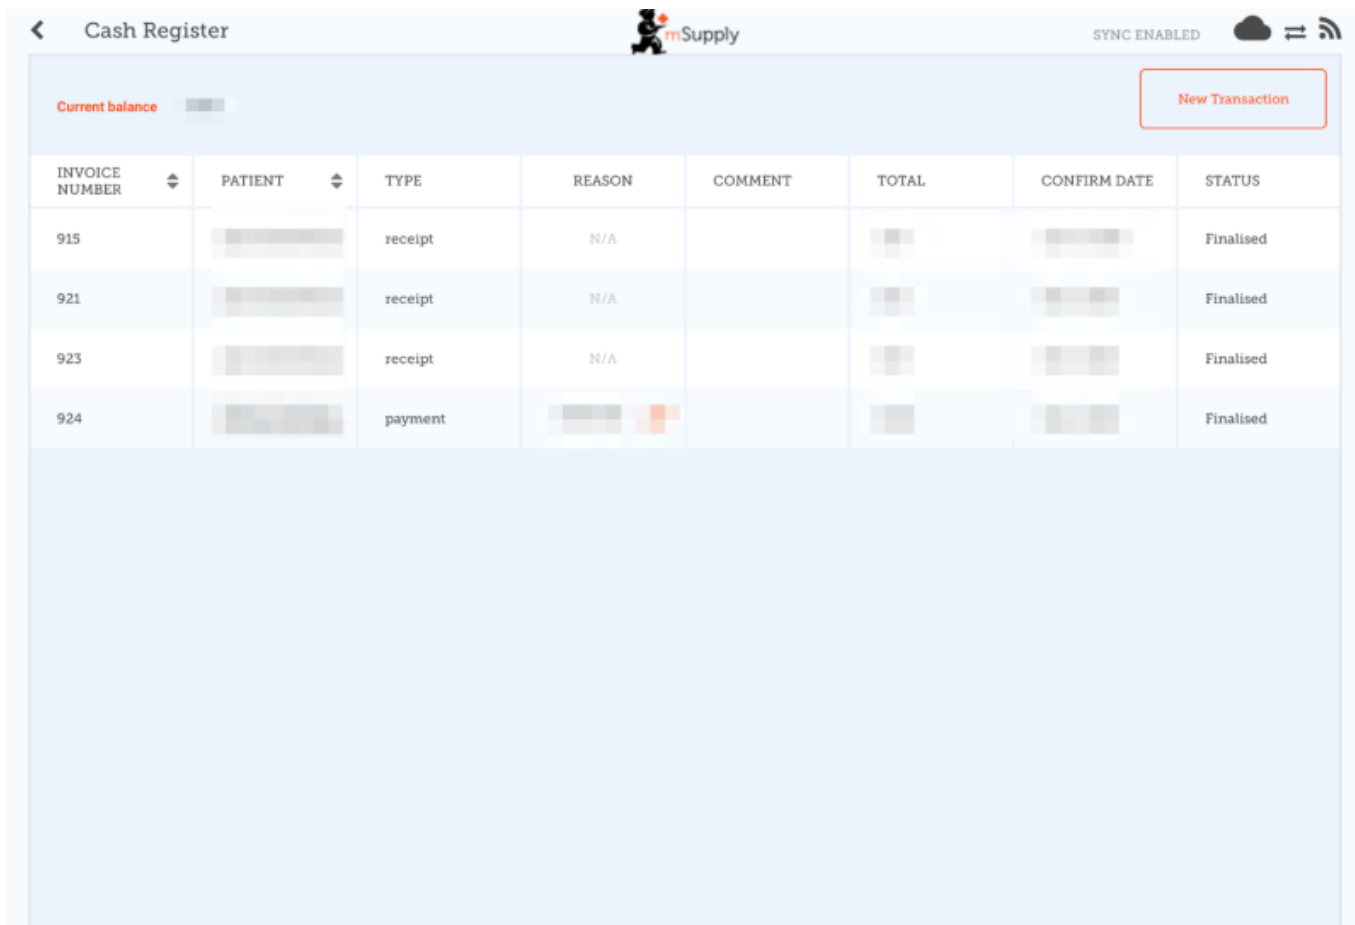 Cash Register
mSupply
SYNC ENABLED
Current balance
New Transaction
INVOICE
NUMBER
PATIENT
TYPE
REASON
COMMENT
TOTAL
CONFIRM DATE
STATUS
915 receipt N/A Finalised
921 receipt N/A Finalised
923 receipt N/A Finalised
924 payment Finalised